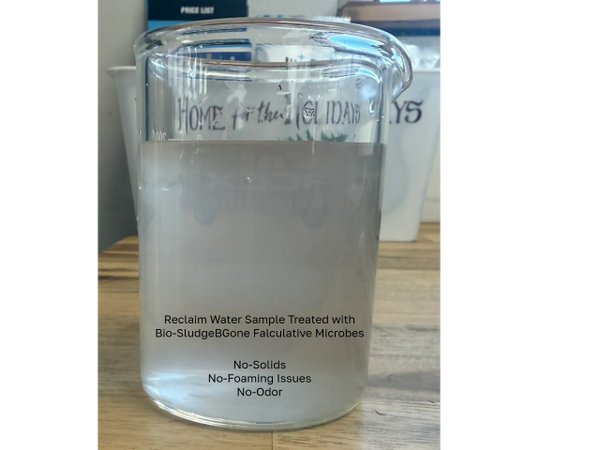 PRICE LIST
HOME for the HOLIDAYS
Reclaim Water Sample Treated with
Bio-SludgeBGone Falculative Microbes
No-Solids
No-Foaming Issues
No-Odor